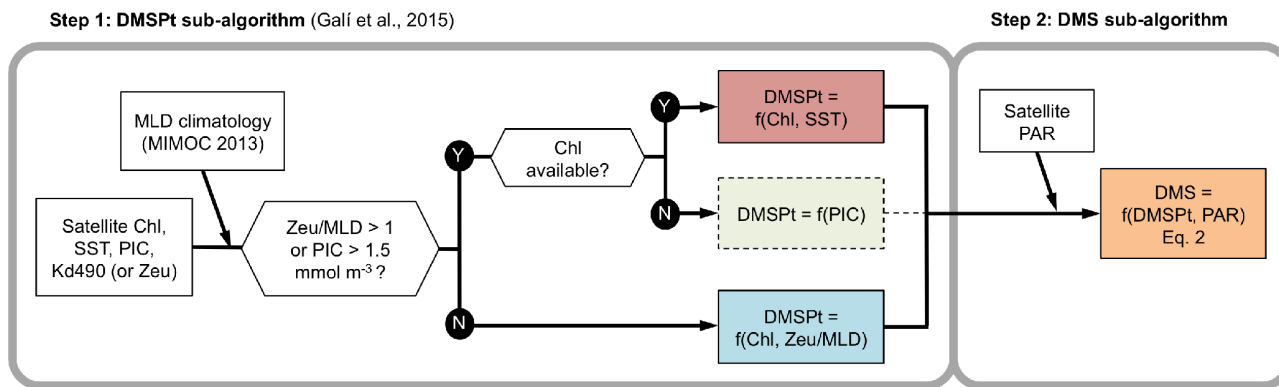 Step 1: DMSPt sub-algorithm (Galí et al., 2015)
Step 2: DMS sub-algorithm
MLD climatology
(MIMOC 2013)
Satellite Chl,
SST, PIC,
Kd490 (or Zeu)
Zeu/MLD > 1
or PIC > 1.5
mmol m-3 ?
Y
N
Chl
available?
Y
N
DMSPt =
f(Chl, SST)
DMSPt = f(PIC)
DMSPt =
f(Chl, Zeu/MLD)
Satellite
PAR
DMS =
f(DMSPt, PAR)
Eq. 2